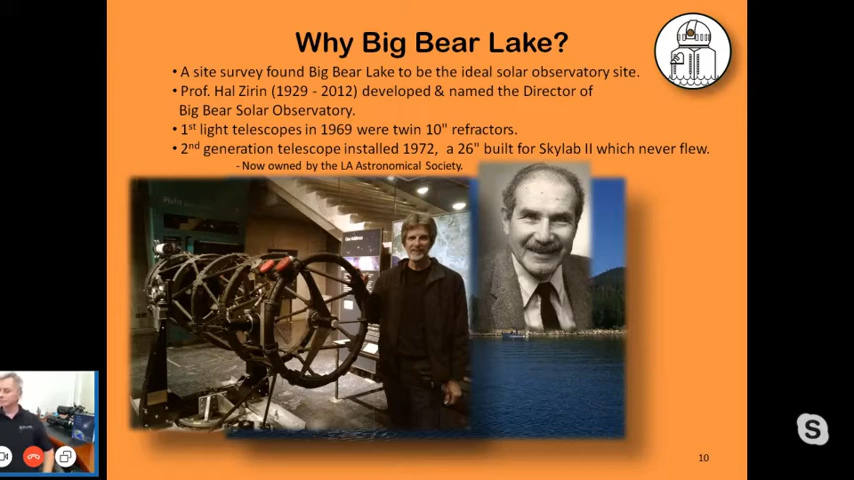 Why Big Bear Lake?
• A site survey found Big Bear Lake to be the ideal solar observatory site.
• Prof. Hal Zirin (1929 - 2012) developed & named the Director of
Big Bear Solar Observatory.
• 1st light telescopes in 1969 were twin 10" refractors.
• 2nd generation telescope installed 1972, a 26" built for Skylab II which never flew.
- Now owned by the LA Astronomical Society.
10
S